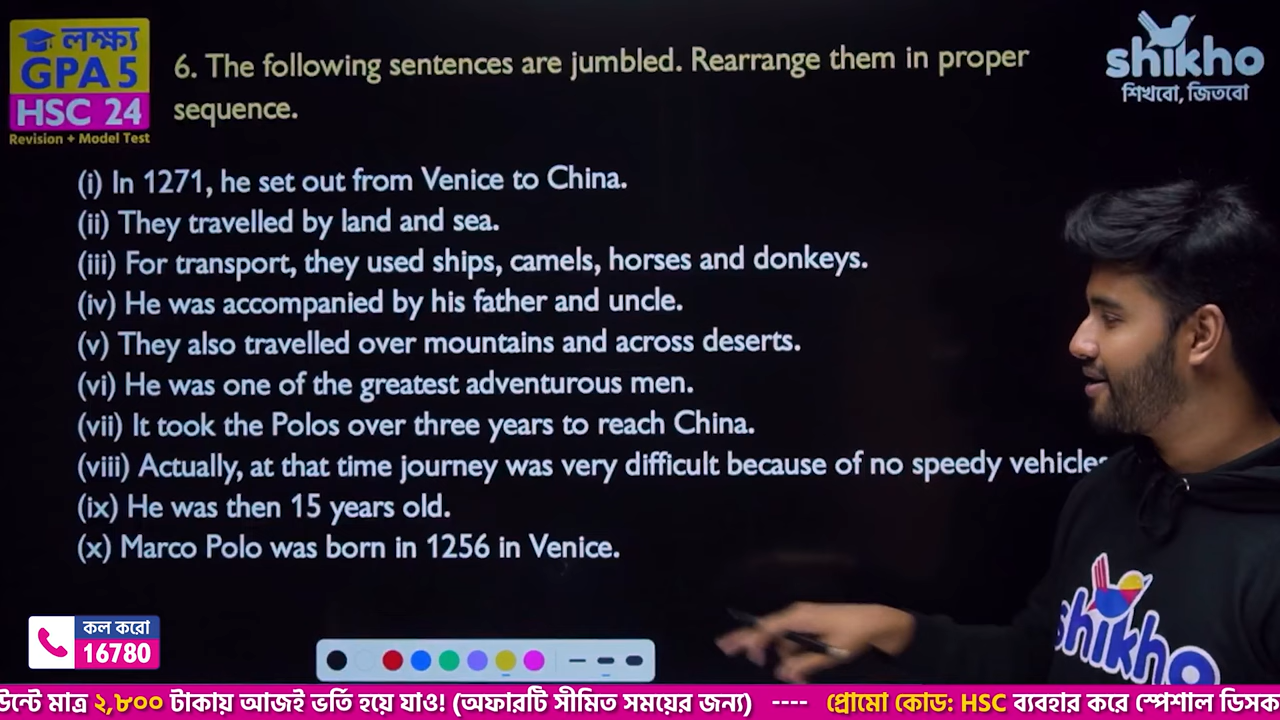 লক্ষ্য
GPA 5
HSC 24
Revision + Model Test
6. The following sentences are jumbled. Rearrange them in proper
sequence.
shikho
শিখবো, জিতবো
(i) In 1271, he set out from Venice to China.
(ii) They travelled by land and sea.
(iii) For transport, they used ships, camels, horses and donkeys.
(iv) He was accompanied by his father and uncle.
(v) They also travelled over mountains and across deserts.
(vi) He was one of the greatest adventurous men.
(vii) It took the Polos over three years to reach China.
(viii) Actually, at that time journey was very difficult because of no speedy vehicles
(ix) He was then 15 years old.
(x) Marco Polo was born in 1256 in Venice.
shikho
কল করো
16780
মাত্র ২,৮০০ টাকায় আজই ভর্তি হয়ে যাও! (অফারটি সীমিত সময়ের জন্য) ---- প্রোমো কোড: HSC ব্যবহার করে স্পেশাল